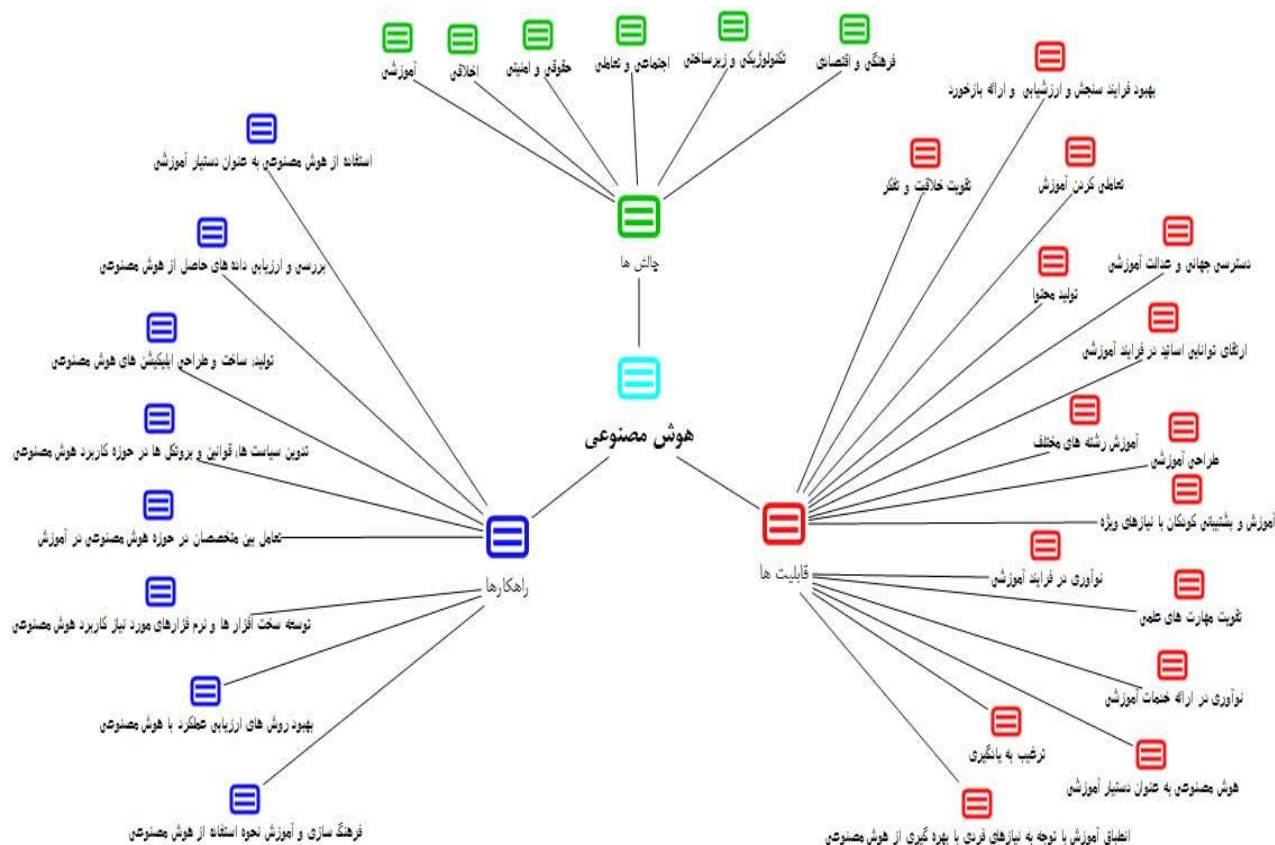 فرهنگی و اقتصادی
تکنولوژیکی و زیرساختی
اجتماعی و تعاملی
حقوقی و امنیتی
اخلاقی
آموزشی
چالش ها
هوش مصنوعی
قابلیت ها
بهبود فرایند سنجش و ارزشیابی و ارائه بازخورد
تقویت خلاقیت و تفکر
تعاملی کردن آموزش
دسترسی جهانی و عدالت آموزشی
تولید محتوا
ارتقای توانایی اساتید در فرایند آموزشی
آموزش رشته های مختلف
طراحی آموزشی
آموزش و پشتیبانی کودکان با نیازهای ویژه
نوآوری در فرایند آموزشی
تقویت مهارت های علمی
نوآوری در ارائه خدمات آموزشی
ترغیب به یادگیری
هوش مصنوعی به عنوان دستیار آموزشی
انطباق آموزش با توجه به نیازهای فردی با بهره گیری از هوش مصنوعی
راهکارها
استفاده از هوش مصنوعی به عنوان دستیار آموزشی
بررسی و ارزیابی داده های حاصل از هوش مصنوعی
تولید، ساخت و طراحی اپلیکیشن های هوش مصنوعی
تدوین سیاست ها، قوانین و پروتکل ها در حوزه کاربرد هوش مصنوعی
تعامل بین متخصصان در حوزه هوش مصنوعی در آموزش
توسعه سخت افزار ها و نرم فزارهای مورد نیاز کاربرد هوش مصنوعی
بهبود روش های ارزیابی عملکرد با هوش مصنوعی
فرهنگ سازی و آموزش نحوه استفاده از هوش مصنوعی